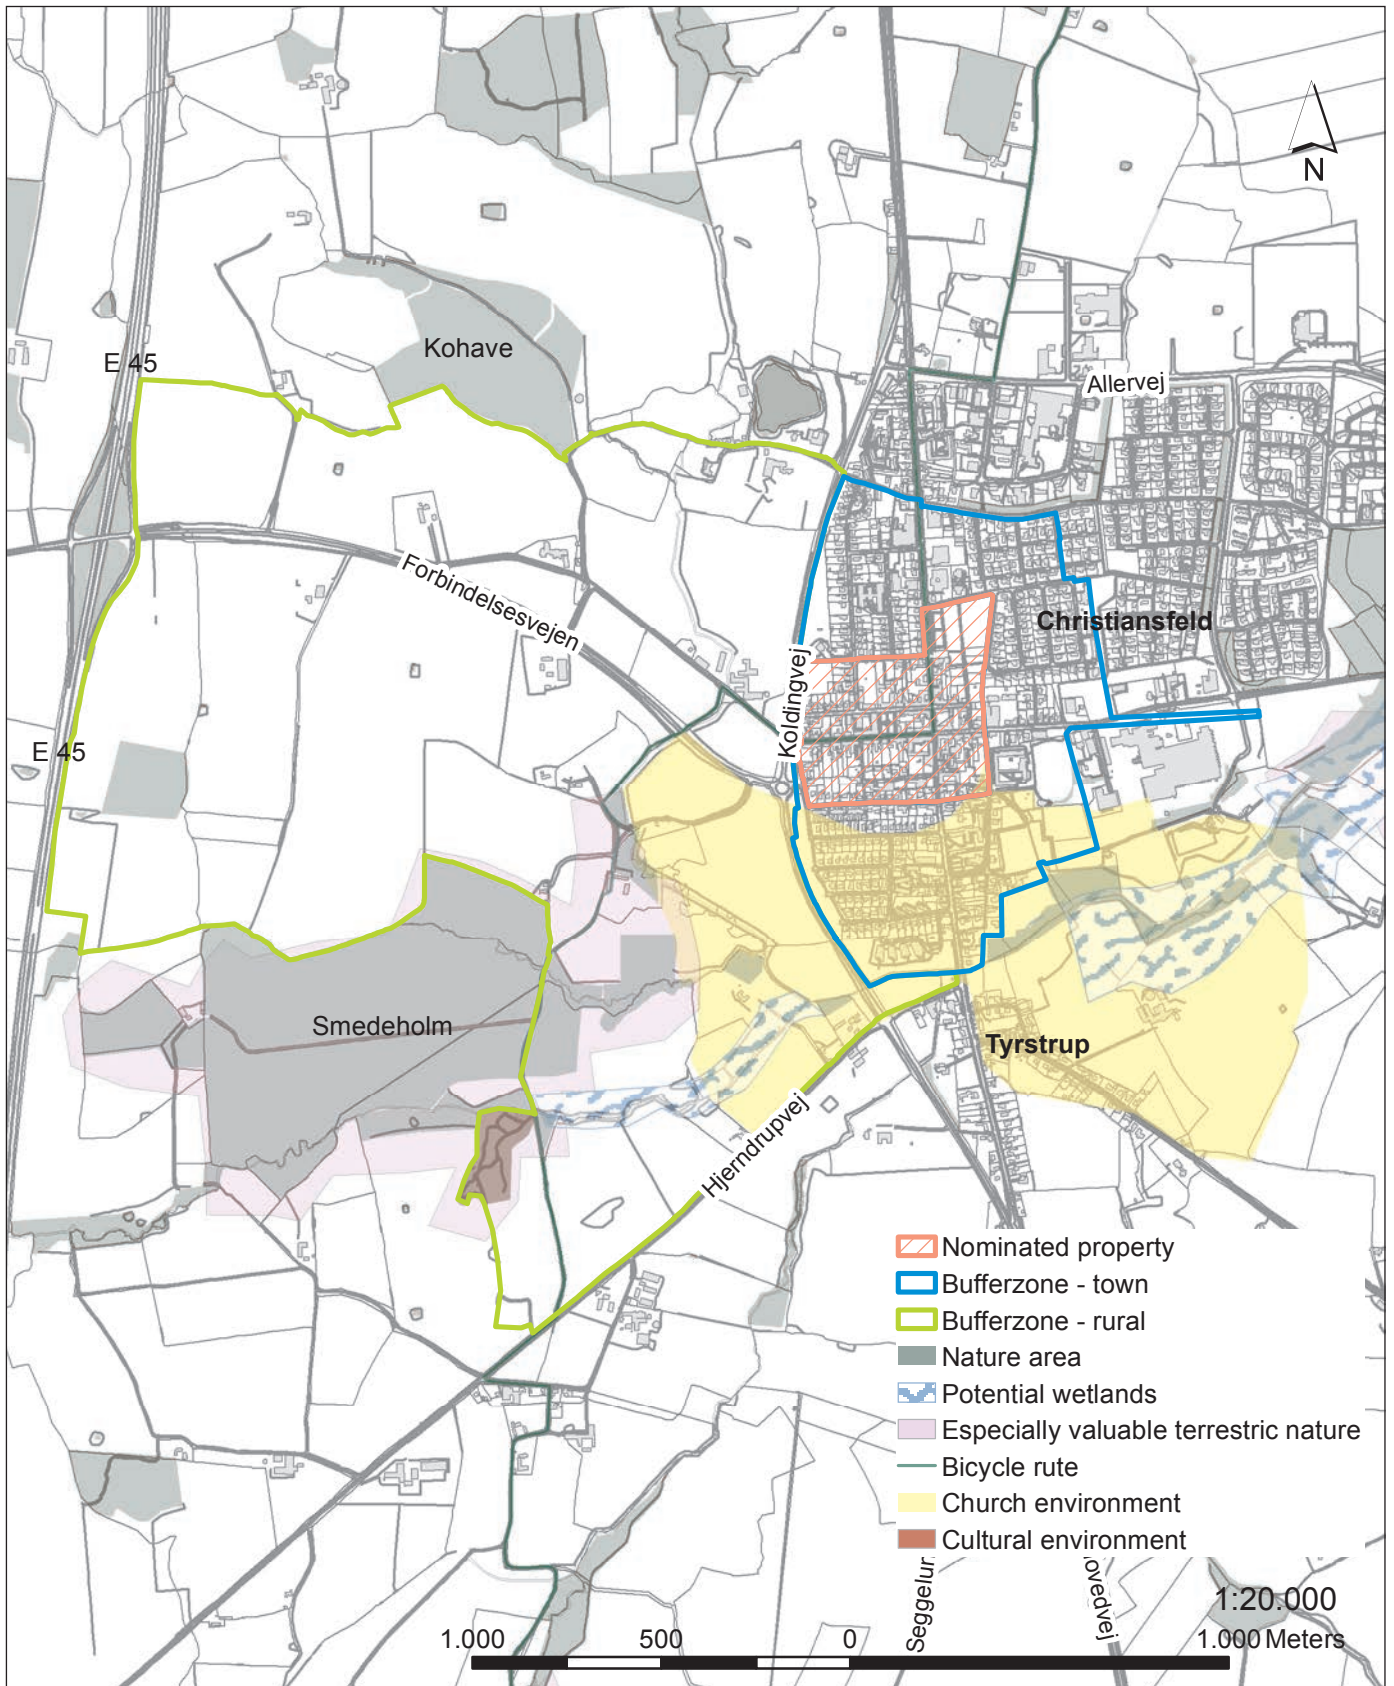 N
Kohave
E 45
Allervej
Forbindelsesvejen
Christiansfeld
Koldingvej
E 45
Smedeholm
Tyrstrup
Hjerndrupvej
Nominated property
Bufferzone - town
Bufferzone - rural
Nature area
Potential wetlands
Especially valuable terrestric nature
Bicycle rute
Church environment
Cultural environment
Seggelun
ovedvej
1:20.000
1.000 500 0 1.000 Meters